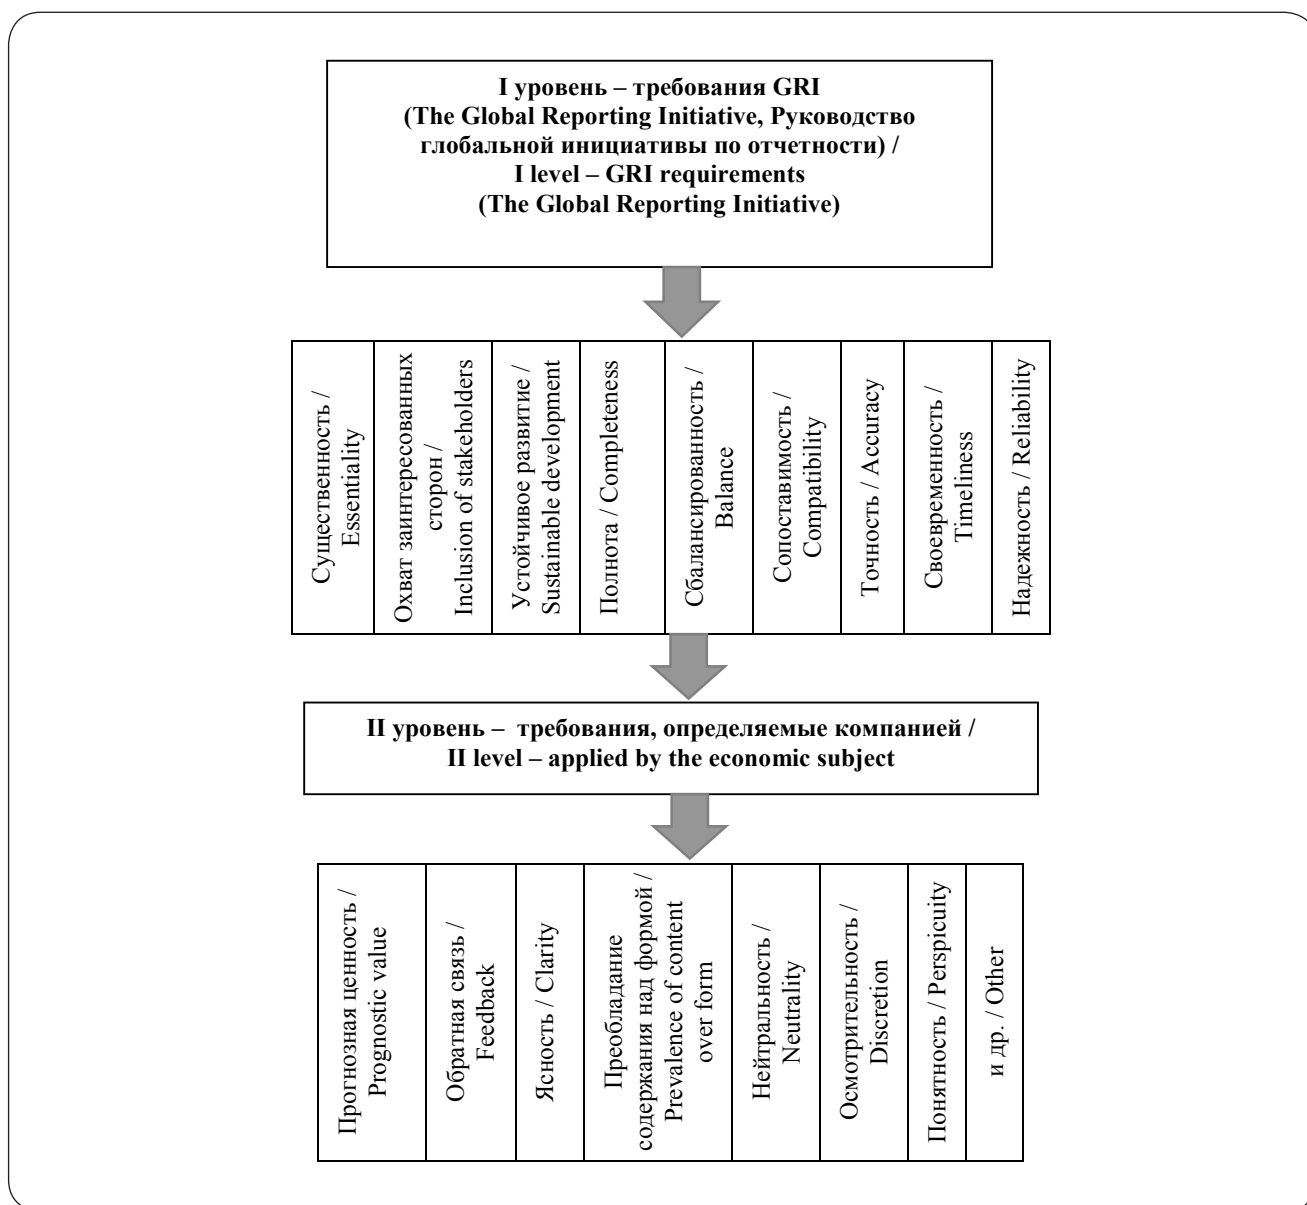 I уровень – требования GRI
(The Global Reporting Initiative, Руководство
глобальной инициативы по отчетности) /
I level – GRI requirements
(The Global Reporting Initiative)
Существенность /
Essentiality
Охват заинтересованных
сторон /
Inclusion of stakeholders
Устойчивое развитие /
Sustainable development
Полнота / Completeness
Сбалансированность /
Balance
Сопоставимость /
Compatibility
Точность / Accuracy
Своевременность /
Timeliness
Надежность / Reliability
II уровень – требования, определяемые компанией /
II level – applied by the economic subject
Прогнозная ценность /
Prognostic value
Обратная связь /
Feedback
Ясность / Clarity
Преобладание
содержания над формой /
Prevalence of content
over form
Нейтральность /
Neutrality
Осмотрительность /
Discretion
Понятность / Perspicuity
и др. / Other